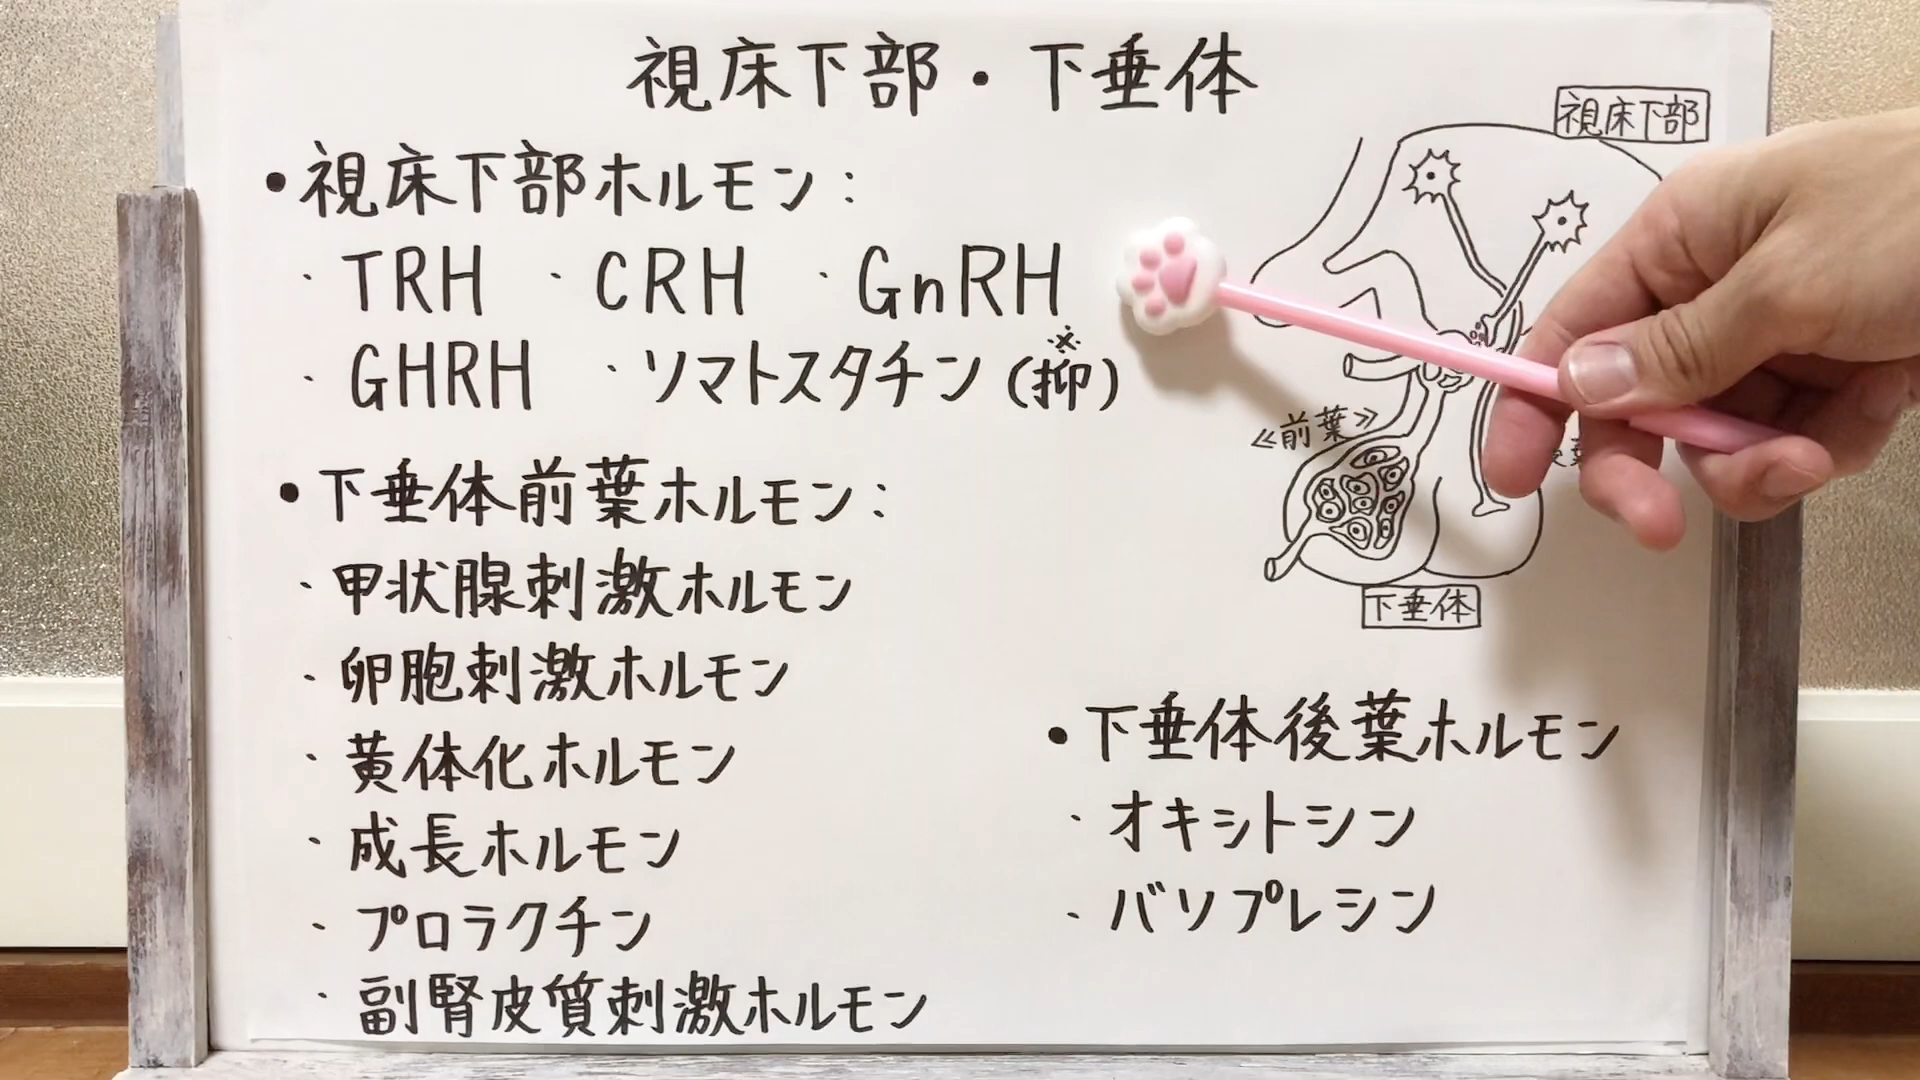 視床下部・下垂体
・視床下部ホルモン:
・TRH ・CRH ・GnRH
・GHRH ・ソマトスタチン(抑)※
・下垂体前葉ホルモン:
・甲状腺刺激ホルモン
・卵胞刺激ホルモン
・黄体化ホルモン
・成長ホルモン
・プロラクチン
・副腎皮質刺激ホルモン
視床下部
≪前葉≫
下垂体
・下垂体後葉ホルモン
・オキシトシン
・バソプレシン